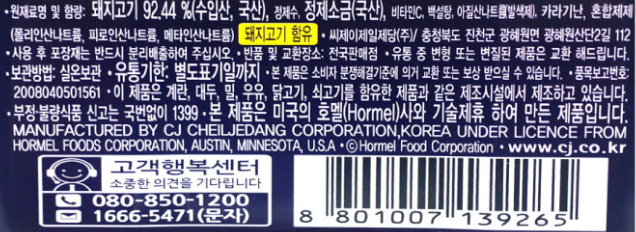 •원재료명 및 함량: 돼지고기 92.44 %(수입산, 국산), 정제수, 정제소금(국산), 비타민C, 백설탕, 아질산나트륨(발색제), 카라기난, 혼합제제
(폴리인산나트륨, 피로인산나트륨, 메타인산나트륨) 돼지고기 함유 •씨제이제일제당(주)/ 충청북도 진천군 광혜원면 광혜원산단2길 112
•사용 후 포장재는 반드시 분리배출하여 주십시오. •반품 및 교환장소: 전국판매점 •유통 중 변형 또는 변질된 제품은 교환 해드립니다.
•보관방법: 실온보관 •유통기한: 별도표기일까지 •본 제품은 소비자 분쟁해결기준에 의거 교환 또는 보상 받으실 수 있습니다. •품목보고번호:
2008040501561 •이 제품은 계란, 대두, 밀, 우유, 닭고기, 쇠고기를 함유한 제품과 같은 제조시설에서 제조하고 있습니다.
•부정·불량식품 신고는 국번없이 1399 •본 제품은 미국의 호멜(Hormel)사와 기술제휴 하여 만든 제품입니다.
MANUFACTURED BY CJ CHEILJEDANG CORPORATION,KOREA UNDER LICENCE FROM
HORMEL FOODS CORPORATION, AUSTIN, MINNESOTA, U.S.A •©Hormel Food Corporation •www.cj.co.kr
고객행복센터
소중한 의견을 기다립니다
080-850-1200
1666-5471(문자)
8 801007 139265